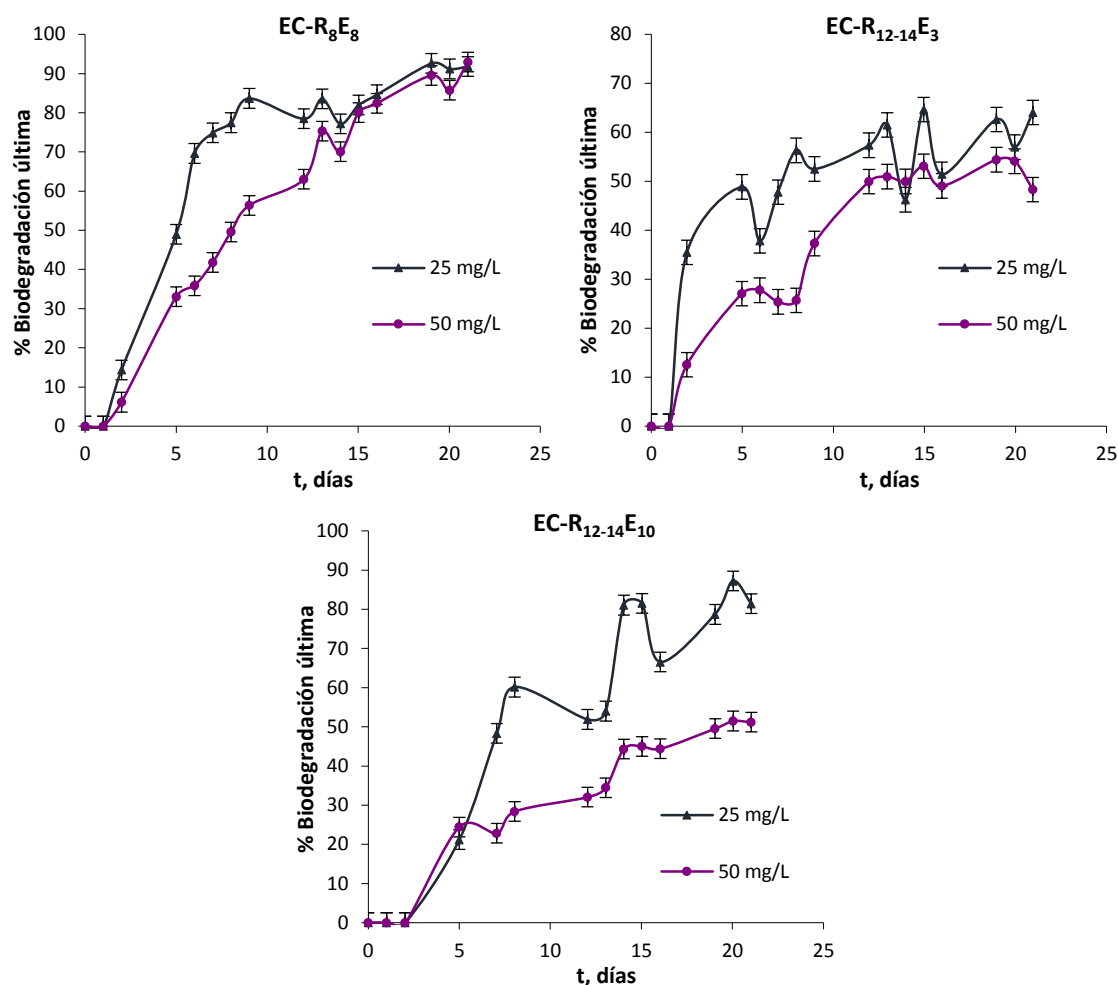 EC-R₈E₈
% Biodegradación última
100
90
80
70
60
50
40
30
20
10
0
25 mg/L
50 mg/L
0 5 10 15 20 25
t, días
EC-R₁₂₋₁₄E₃
% Biodegradación última
80
70
60
50
40
30
20
10
0
25 mg/L
50 mg/L
0 5 10 15 20 25
t, días
EC-R₁₂₋₁₄E₁₀
% Biodegradación última
100
90
80
70
60
50
40
30
20
10
0
25 mg/L
50 mg/L
0 5 10 15 20 25
t, días